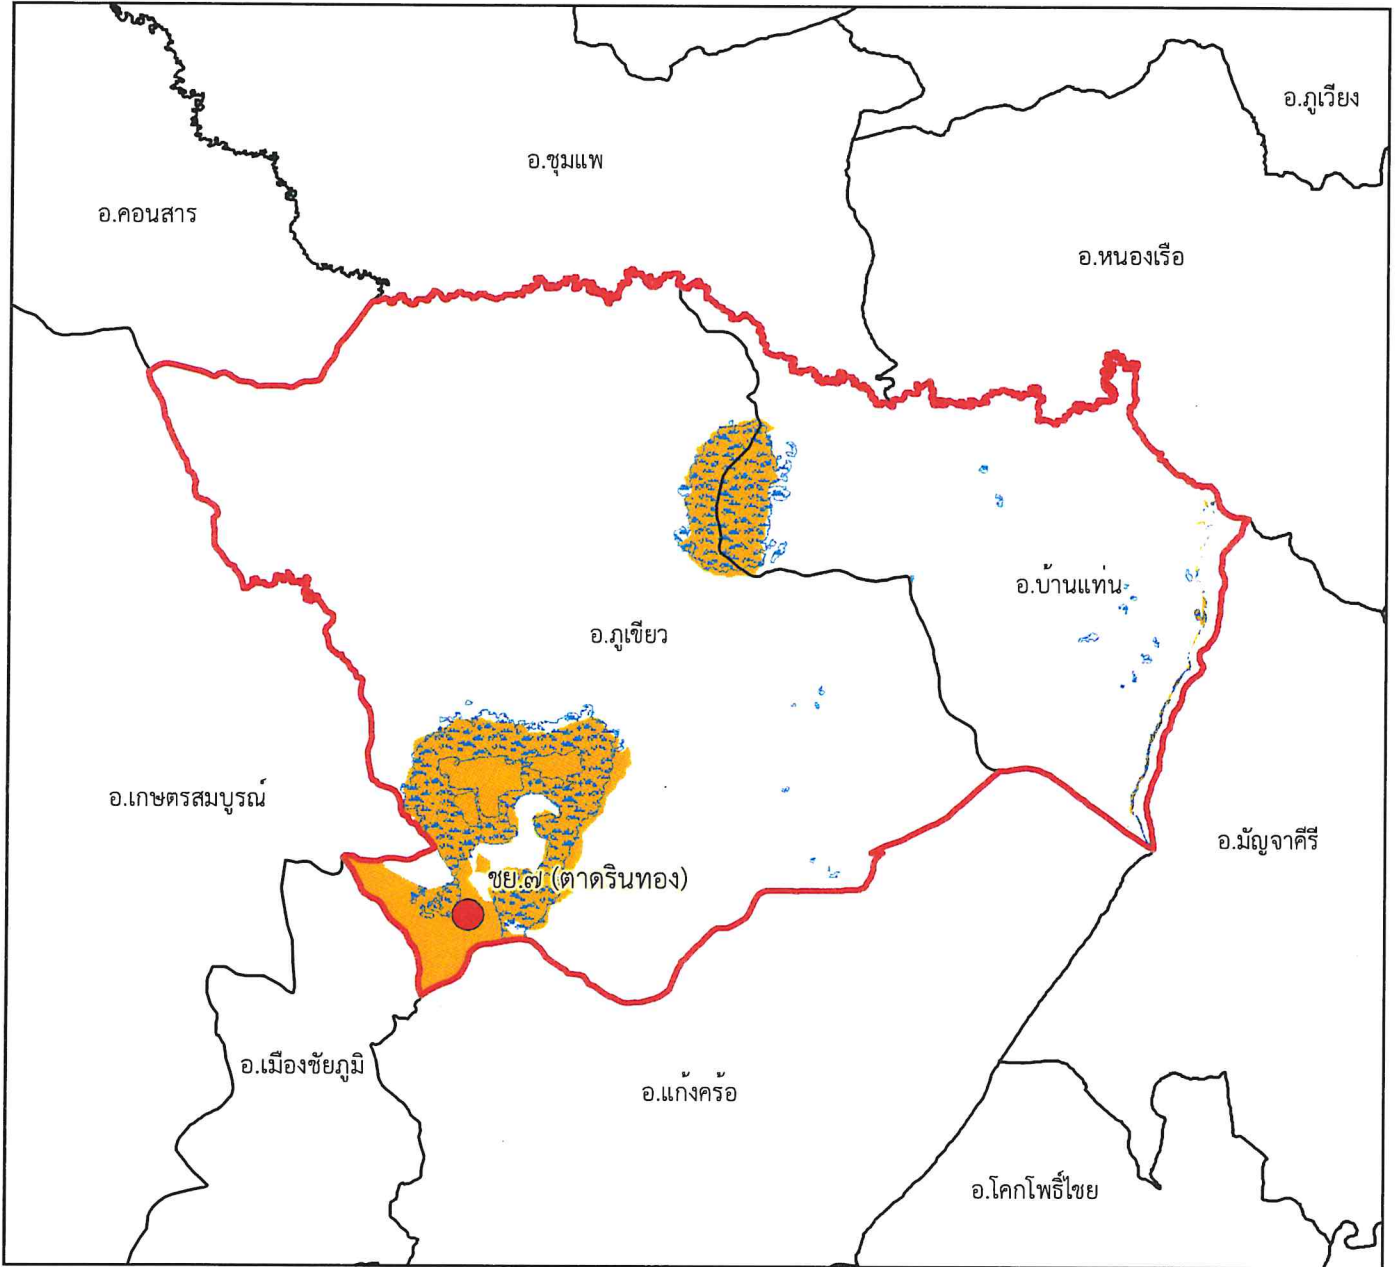 อ.ภูเวียง
อ.ชุมแพ
อ.คอนสาร
อ.หนองเรือ
อ.บ้านแท่น
อ.ภูเขียว
อ.เกษตรสมบูรณ์
อ.มัญจาคีรี
ชย.๗ (ตาดรินทอง)
อ.เมืองชัยภูมิ
อ.แก้งคร้อ
อ.โคกโพธิ์ไชย